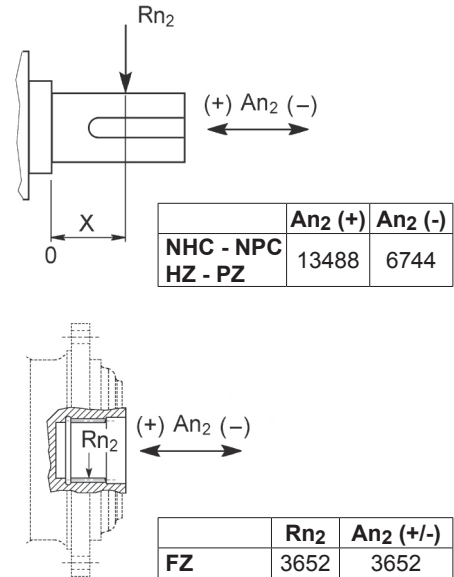 Rn2
(+) An2 (−)
X
0
An2 (+) An2 (-)
NHC - NPC
HZ - PZ
13488 6744
Rn2
(+) An2 (−)
Rn2 An2 (+/-)
FZ 3652 3652